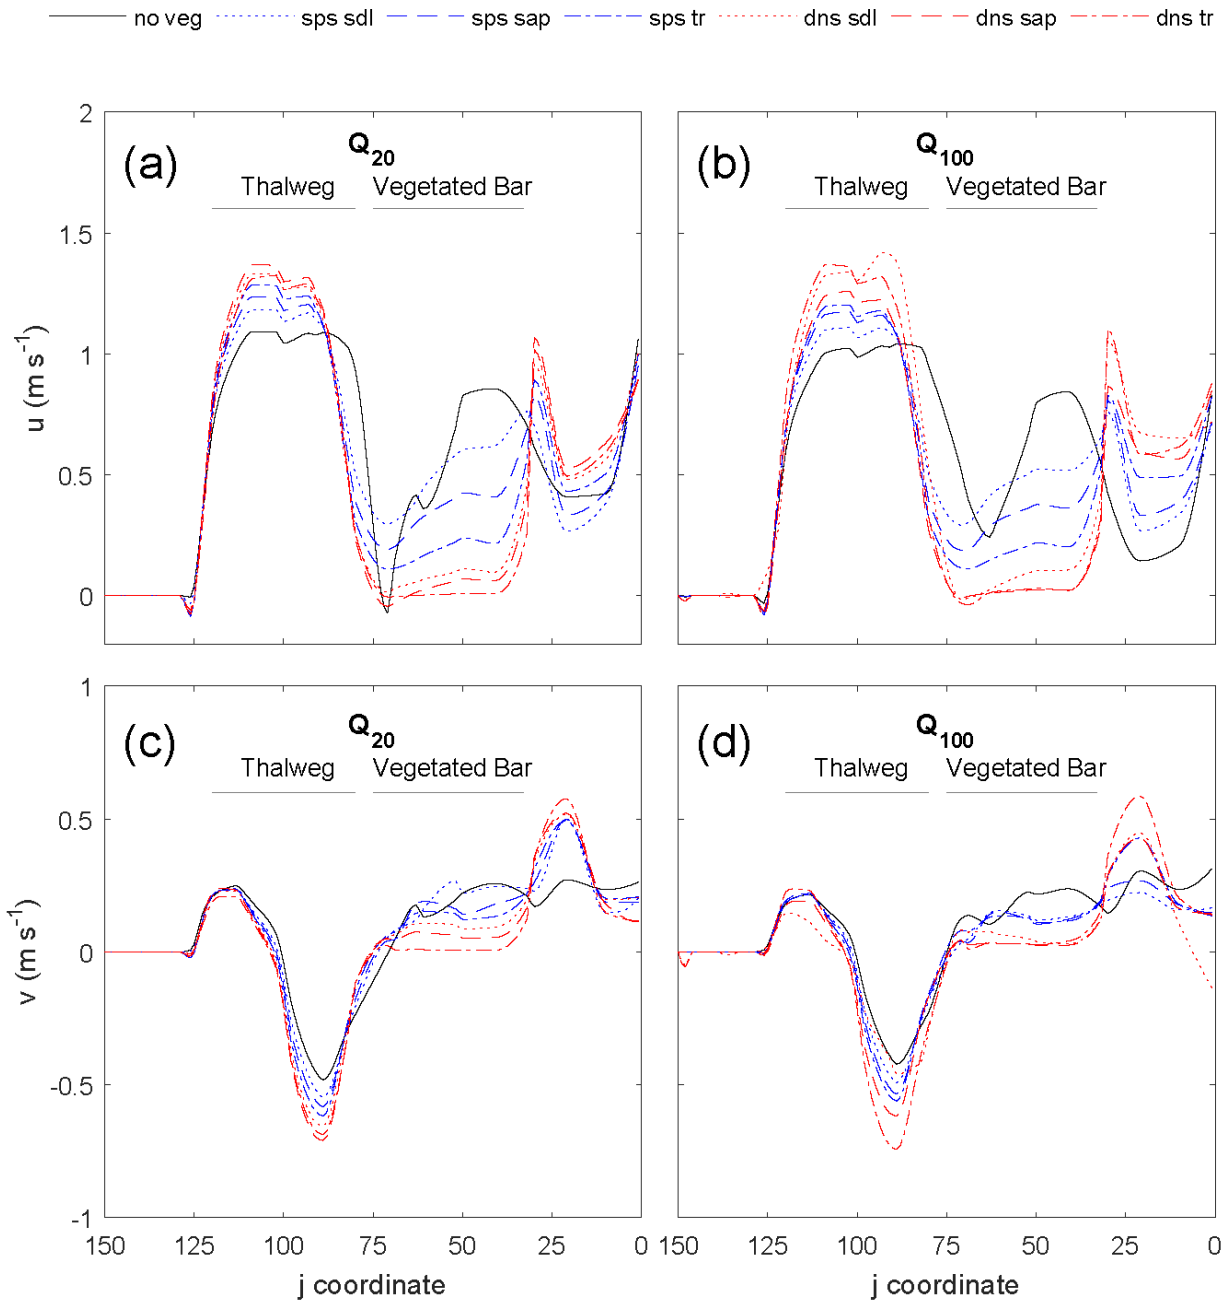 no veg sps sdl sps sap sps tr dns sdl dns sap dns tr
(a) Q20 (b) Q100
Thalweg Vegetated Bar Thalweg Vegetated Bar
2
1.5
1
0.5
0
u (m s-1)
(c) Q20 (d) Q100
Thalweg Vegetated Bar Thalweg Vegetated Bar
1
0.5
0
-0.5
-1
v (m s-1)
150 125 100 75 50 25 0 125 100 75 50 25 0
j coordinate j coordinate